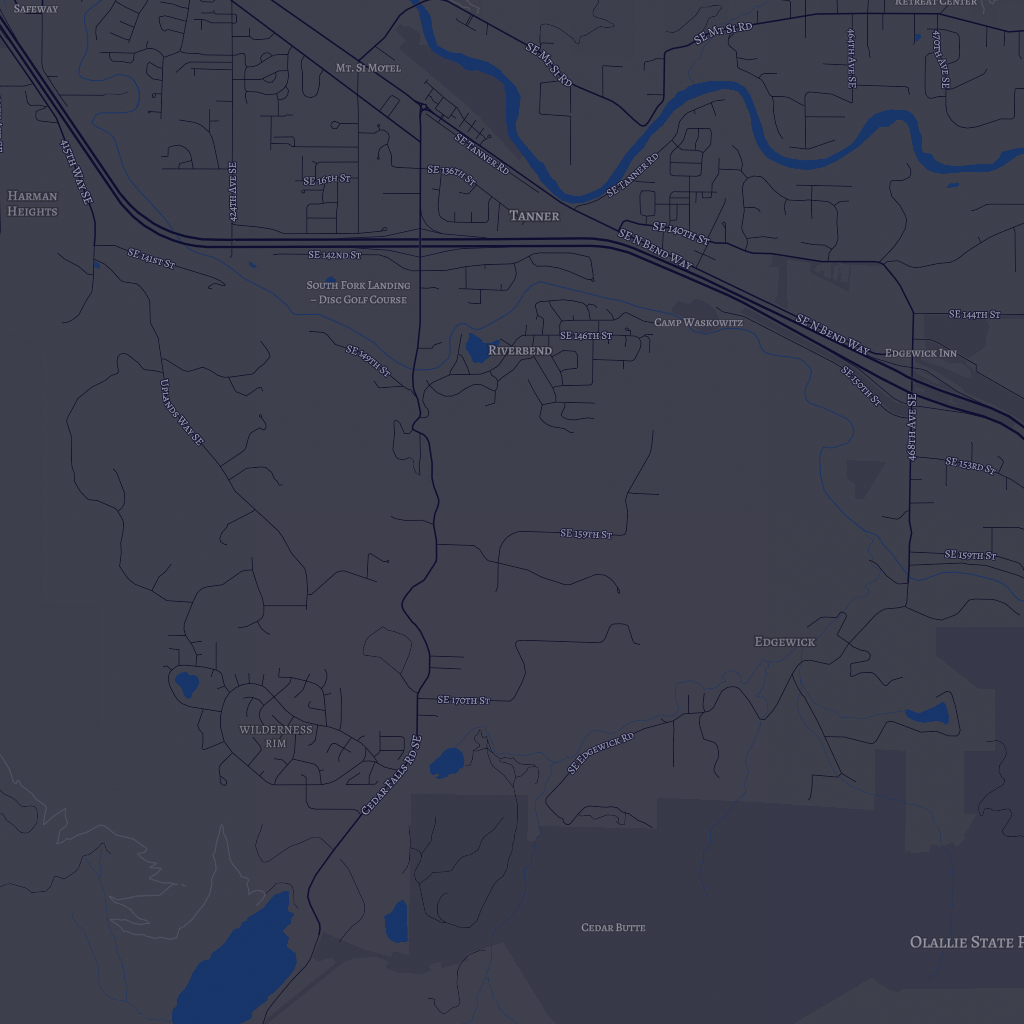 SAFEWAY
RETREAT CENTER
SE MT SI RD
SE MT SI RD
464TH AVE SE
470TH AVE SE
MT. SI MOTEL
415TH WAY SE
SE TANNER RD
SE TANNER RD
424TH AVE SE
SE 16TH ST
SE 136TH ST
HARMAN
HEIGHTS
TANNER
SE 140TH ST
SE N BEND WAY
SE 141ST ST
SE 142ND ST
SOUTH FORK LANDING
– DISC GOLF COURSE
CAMP WASKOWITZ
SE N BEND WAY
SE 144TH ST
SE 146TH ST
RIVERBEND
EDGEWICK INN
SE 149TH ST
SE 150TH ST
UPLANDS WAY SE
468TH AVE SE
SE 153RD ST
SE 159TH ST
SE 159TH ST
EDGEWICK
SE 170TH ST
WILDERNESS
RIM
SE EDGEWICK RD
CEDAR FALLS RD SE
CEDAR BUTTE
OLALLIE STATE P